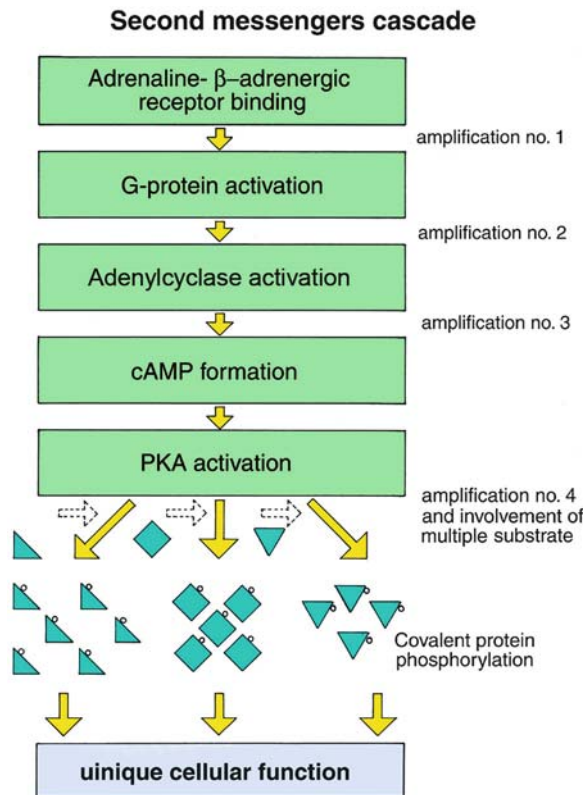 Second messengers cascade
Adrenaline- β–adrenergic
receptor binding
amplification no. 1
G-protein activation
amplification no. 2
Adenylcyclase activation
amplification no. 3
cAMP formation
PKA activation
amplification no. 4
and involvement of
multiple substrate
Covalent protein
phosphorylation
uinique cellular function